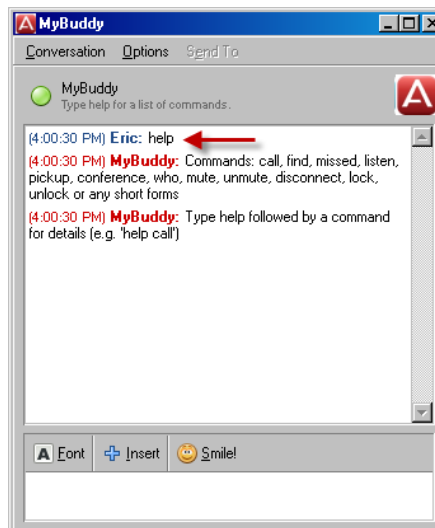 MyBuddy
Conversation Options Send To
MyBuddy
Type help for a list of commands.
(4:00:30 PM) Eric: help
(4:00:30 PM) MyBuddy: Commands: call, find, missed, listen,
pickup, conference, who, mute, unmute, disconnect, lock,
unlock or any short forms
(4:00:30 PM) MyBuddy: Type help followed by a command
for details (e.g. 'help call')
A Font Insert Smile!